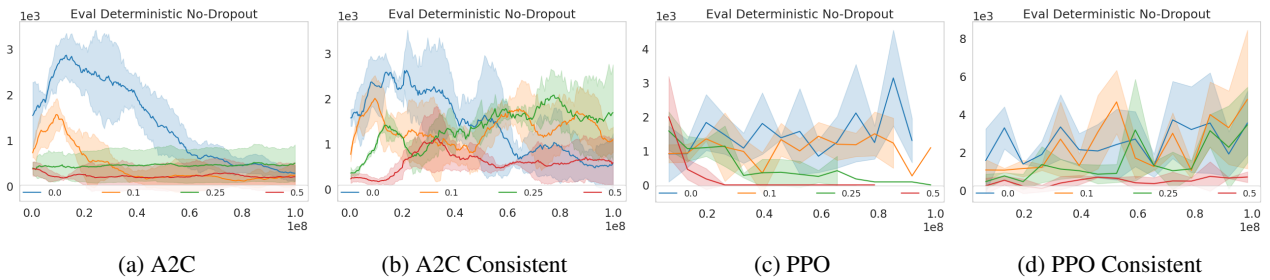 Eval Deterministic No-Dropout
1e3
3
2
1
0
0.0 0.1 0.25 0.5
0.0 0.2 0.4 0.6 0.8 1.0
1e8
(a) A2C
Eval Deterministic No-Dropout
1e3
3
2
1
0
0.0 0.1 0.25 0.5
0.0 0.2 0.4 0.6 0.8 1.0
1e8
(b) A2C Consistent
Eval Deterministic No-Dropout
1e3
4
3
2
1
0
0.0 0.1 0.25 0.5
0.2 0.4 0.6 0.8 1.0
1e8
(c) PPO
Eval Deterministic No-Dropout
1e3
8
6
4
2
0
0.0 0.1 0.25 0.5
0.2 0.4 0.6 0.8 1.0
1e8
(d) PPO Consistent